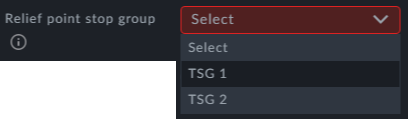 Relief point stop group
Select
Select
TSG 1
TSG 2